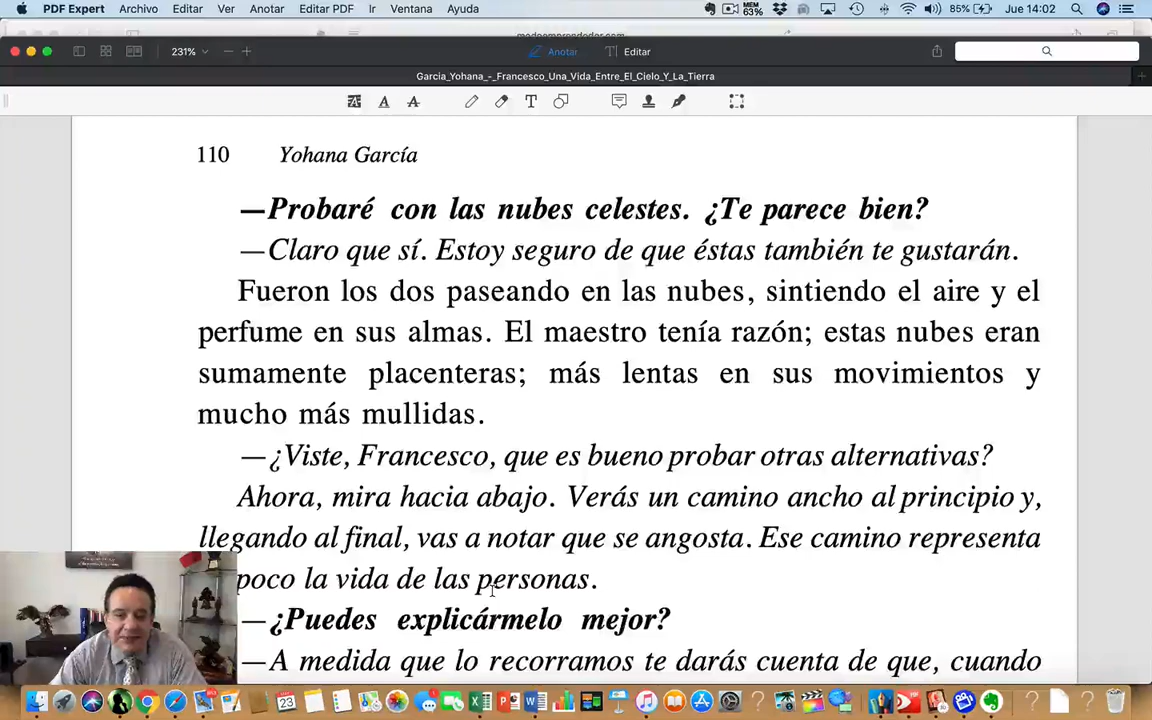 PDF Expert Archivo Editar Ver Anotar Editar PDF Ir Ventana Ayuda MEM 63% 85% Jue 14:02
231% Anotar Editar
Garcia_Yohana_-_Francesco_Una_Vida_Entre_El_Cielo_Y_La_Tierra
110 Yohana García
—Probaré con las nubes celestes. ¿Te parece bien?
—Claro que sí. Estoy seguro de que éstas también te gustarán.
Fueron los dos paseando en las nubes, sintiendo el aire y el
perfume en sus almas. El maestro tenía razón; estas nubes eran
sumamente placenteras; más lentas en sus movimientos y
mucho más mullidas.
—¿Viste, Francesco, que es bueno probar otras alternativas?
Ahora, mira hacia abajo. Verás un camino ancho al principio y,
llegando al final, vas a notar que se angosta. Ese camino representa
poco la vida de las personas.
—¿Puedes explicármelo mejor?
—A medida que lo recorramos te darás cuenta de que, cuando